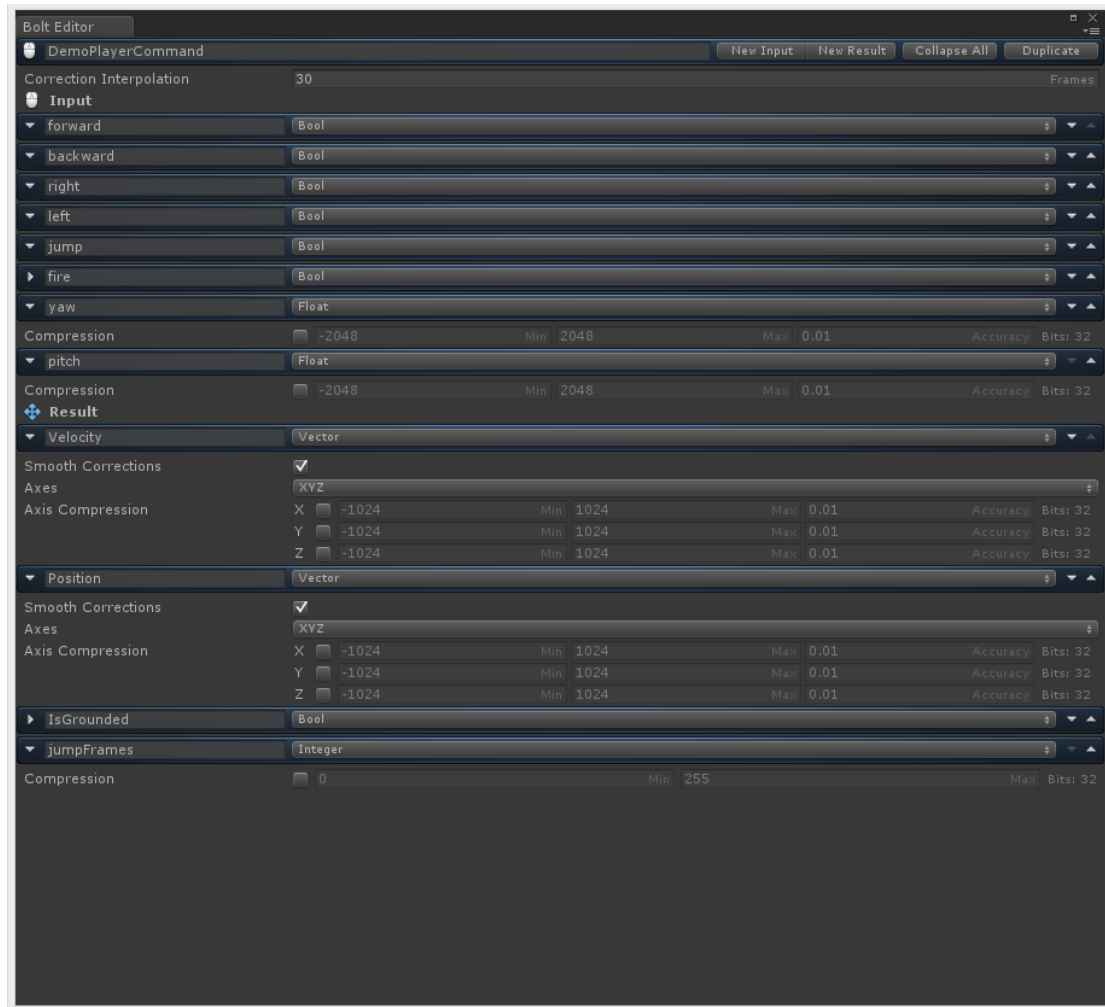 Bolt Editor
DemoPlayerCommand New Input New Result Collapse All Duplicate
Correction Interpolation 30 Frames
Input
forward Bool
backward Bool
right Bool
left Bool
jump Bool
fire Bool
yaw Float
Compression -2048 Min 2048 Max 0.01 Accuracy Bits: 32
pitch Float
Compression -2048 Min 2048 Max 0.01 Accuracy Bits: 32
Result
Velocity Vector
Smooth Corrections
Axes XYZ
Axis Compression X -1024 Min 1024 Max 0.01 Accuracy Bits: 32
Y -1024 Min 1024 Max 0.01 Accuracy Bits: 32
Z -1024 Min 1024 Max 0.01 Accuracy Bits: 32
Position Vector
Smooth Corrections
Axes XYZ
Axis Compression X -1024 Min 1024 Max 0.01 Accuracy Bits: 32
Y -1024 Min 1024 Max 0.01 Accuracy Bits: 32
Z -1024 Min 1024 Max 0.01 Accuracy Bits: 32
IsGrounded Bool
jumpFrames Integer
Compression 0 Min 255 Max Bits: 32